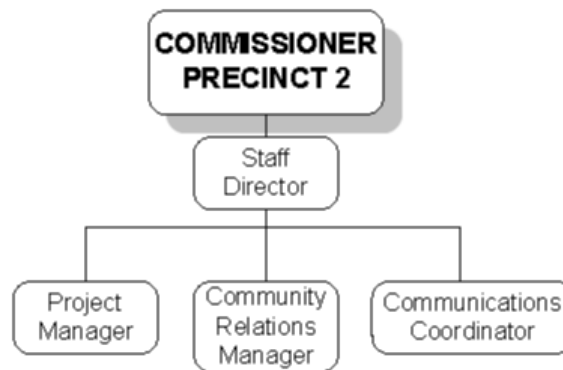 COMMISSIONER
PRECINCT 2
Staff
Director
Project
Manager
Community
Relations
Manager
Communications
Coordinator